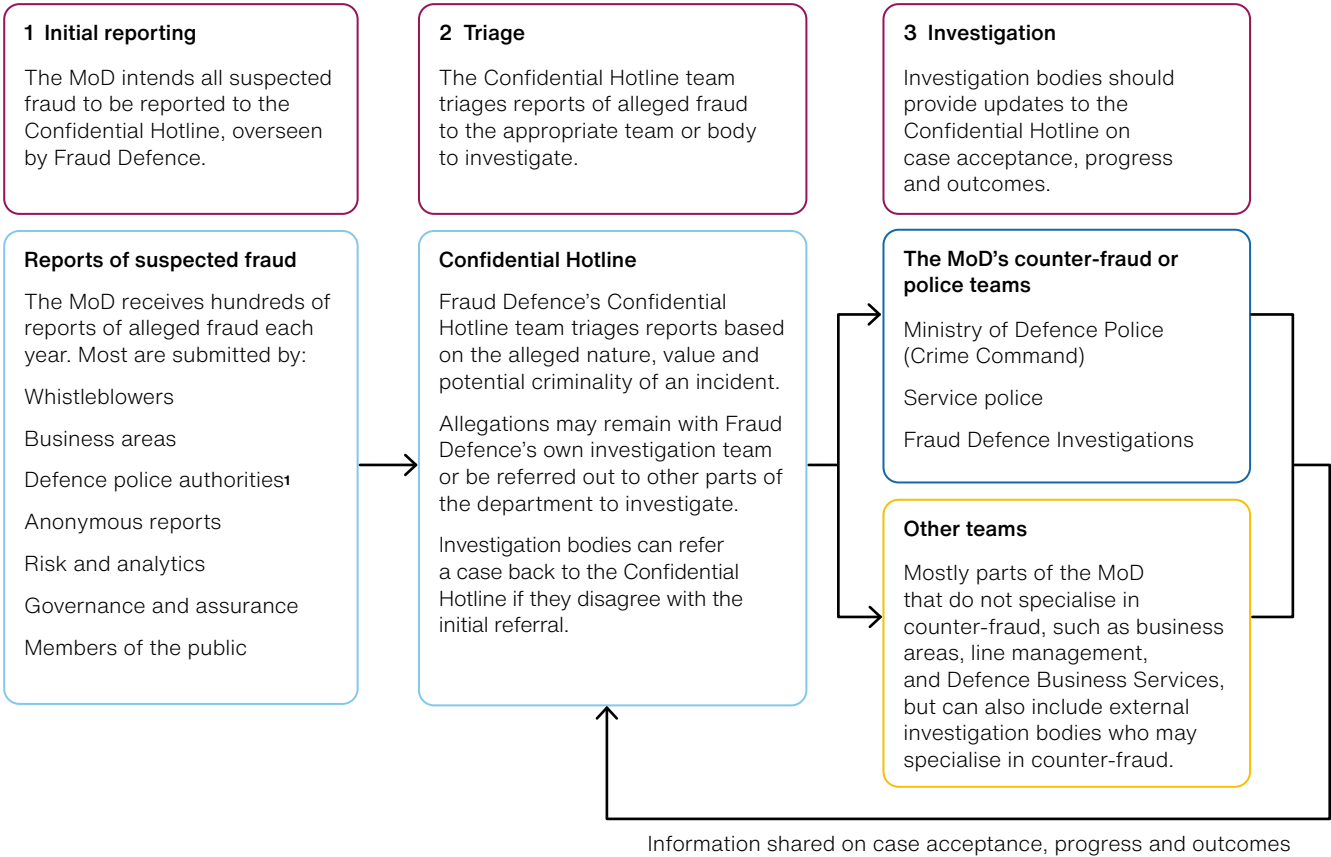 1 Initial reporting
The MoD intends all suspected
fraud to be reported to the
Confidential Hotline, overseen
by Fraud Defence.
2 Triage
The Confidential Hotline team
triages reports of alleged fraud
to the appropriate team or body
to investigate.
3 Investigation
Investigation bodies should
provide updates to the
Confidential Hotline on
case acceptance, progress
and outcomes.
Reports of suspected fraud
The MoD receives hundreds of
reports of alleged fraud each
year. Most are submitted by:
Whistleblowers
Business areas
Defence police authorities1
Anonymous reports
Risk and analytics
Governance and assurance
Members of the public
Confidential Hotline
Fraud Defence’s Confidential
Hotline team triages reports based
on the alleged nature, value and
potential criminality of an incident.
Allegations may remain with Fraud
Defence’s own investigation team
or be referred out to other parts of
the department to investigate.
Investigation bodies can refer
a case back to the Confidential
Hotline if they disagree with the
initial referral.
The MoD’s counter-fraud or
police teams
Ministry of Defence Police
(Crime Command)
Service police
Fraud Defence Investigations
Other teams
Mostly parts of the MoD
that do not specialise in
counter-fraud, such as business
areas, line management,
and Defence Business Services,
but can also include external
investigation bodies who may
specialise in counter-fraud.
Information shared on case acceptance, progress and outcomes